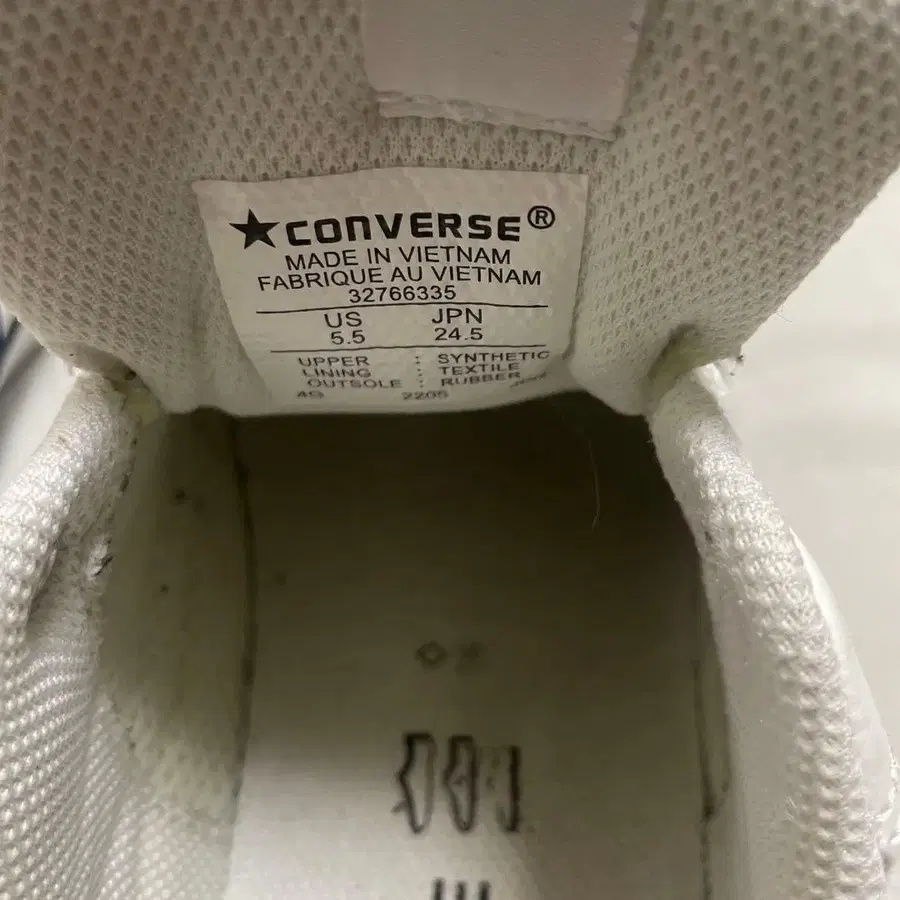 ★CONVERSE®
MADE IN VIETNAM
FABRIQUE AU VIETNAM
32766335
US JPN
5.5 24.5
UPPER : SYNTHETIC
LINING : TEXTILE
OUTSOLE : RUBBER
2205